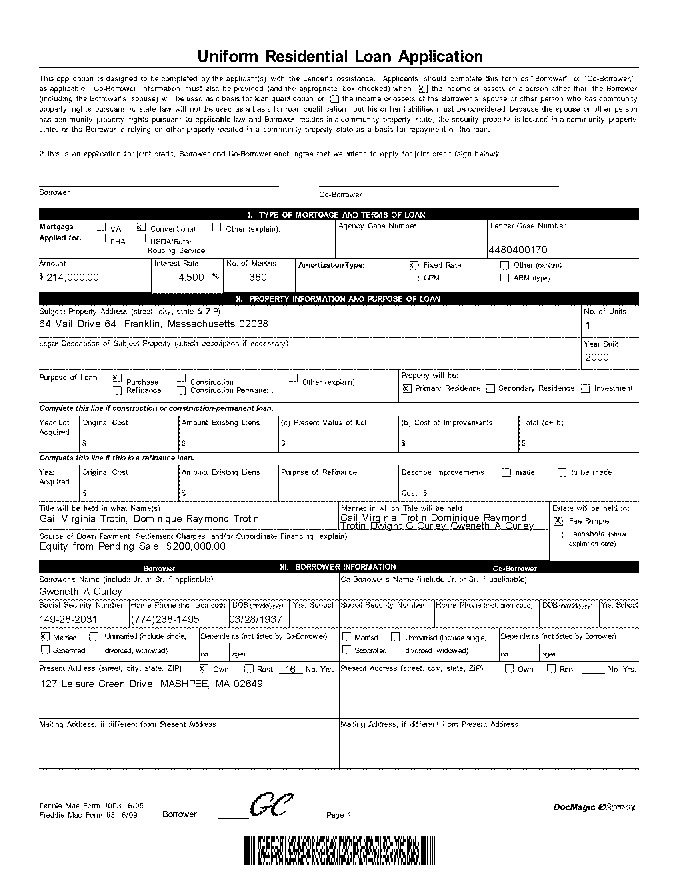 Uniform Residential Loan Application
This application is designed to be completed by the applicant(s) with the Lender's assistance. Applicants should complete this form as "Borrower" or "Co-Borrower,"
as applicable. Co-Borrower information must also be provided (and the appropriate box checked) when the income or assets of a person other than the Borrower
(including the Borrower's spouse) will be used as a basis for loan qualification or the income or assets of the Borrower's spouse or other person who has community
property rights pursuant to state law will not be used as a basis for loan qualification, but his or her liabilities must be considered because the spouse or other person
has community property rights pursuant to applicable law and Borrower resides in a community property state, the security property is located in a community property
state, or the Borrower is relying on other property located in a community property state as a basis for repayment of the loan.
If this is an application for joint credit, Borrower and Co-Borrower each agree that we intend to apply for joint credit (sign below):
Borrower Co-Borrower
I. TYPE OF MORTGAGE AND TERMS OF LOAN
Mortgage VA X Conventional Other (explain): Agency Case Number Lender Case Number
Applied for: FHA USDA/Rural
Housing Service 4480400170
Amount Interest Rate No. of Months Amortization Type: X Fixed Rate Other (explain):
$ 214,000.00 4.500 % 360 GPM ARM (type):
II. PROPERTY INFORMATION AND PURPOSE OF LOAN
Subject Property Address (street, city, state & ZIP) No. of Units
64 Vail Drive 64, Franklin, Massachusetts 02038 1
Legal Description of Subject Property (attach description if necessary) Year Built
2000
Purpose of Loan X Purchase Construction Other (explain): Property will be:
Refinance Construction-Permanent X Primary Residence Secondary Residence Investment
Complete this line if construction or construction-permanent loan.
Year Lot Original Cost Amount Existing Liens (a) Present Value of Lot (b) Cost of Improvements Total (a+b)
Acquired $ $ $ $ $
Complete this line if this is a refinance loan.
Year Original Cost Amount Existing Liens Purpose of Refinance Describe Improvements made to be made
Acquired $ $ Cost: $
Title will be held in what Name(s) Manner in which Title will be held Estate will be held in:
Gail Virginia Trotin, Dominique Raymond Trotin Gail Virginia Trotin Dominique Raymond X Fee Simple
Trotin Dwight G Curley Gweneth A Curley
Source of Down Payment, Settlement Charges, and/or Subordinate Financing (explain) Leasehold (show
Equity from Pending Sale $200,000.00 expiration date)
Borrower III. BORROWER INFORMATION Co-Borrower
Borrower's Name (include Jr. or Sr. if applicable) Co-Borrower's Name (include Jr. or Sr. if applicable)
Gweneth A Curley
Social Security Number Home Phone (incl. area code) DOB (mm/dd/yyyy) Yrs. School Social Security Number Home Phone (incl. area code) DOB (mm/dd/yyyy) Yrs. School
149-28-2031 (774)238-1495 03/28/1937
X Married Unmarried (include single, Dependents (not listed by Co-Borrower) Married Unmarried (include single, Dependents (not listed by Borrower)
Separated divorced, widowed) no. ages Separated divorced, widowed) no. ages
Present Address (street, city, state, ZIP) X Own Rent 16 No. Yrs. Present Address (street, city, state, ZIP) Own Rent No. Yrs.
127 Leisure Green Drive, MASHPEE, MA 02649
Mailing Address, if different from Present Address Mailing Address, if different from Present Address
Fannie Mae Form 1003 6/09
Freddie Mac Form 65 6/09 Borrower GC Page 1 DocMagic